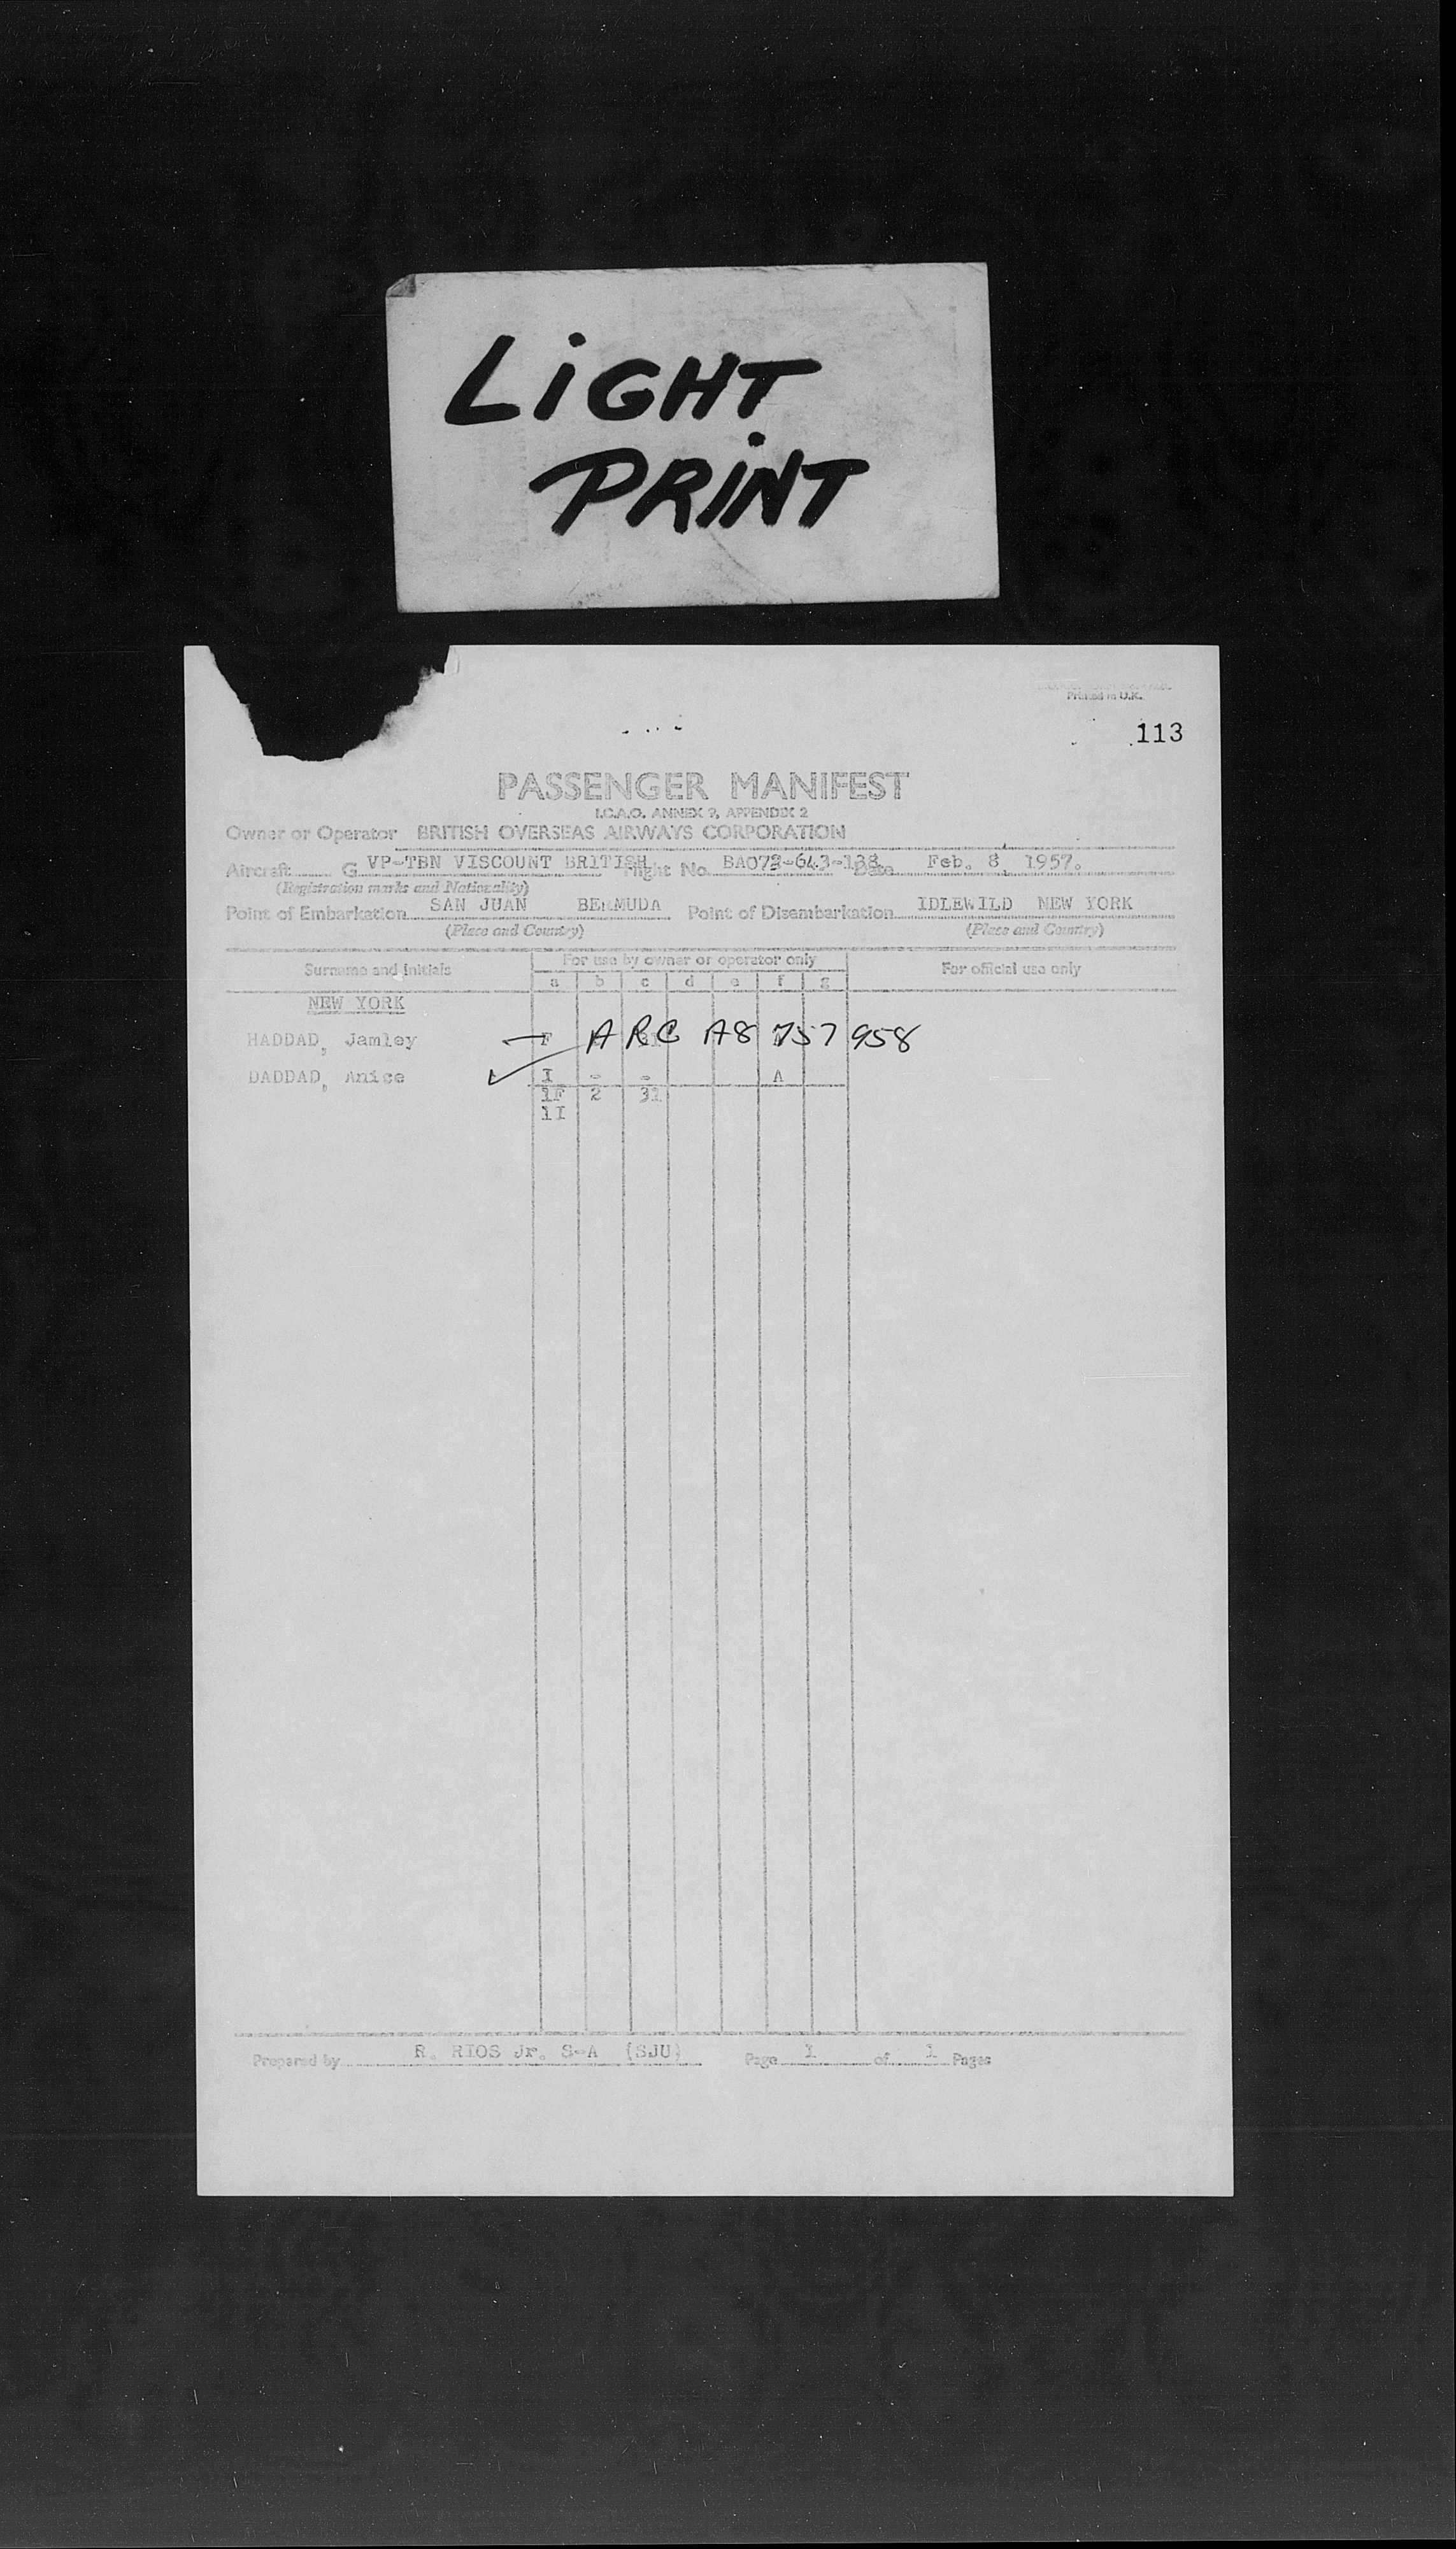 LiGHT
PRiNT
Printed in U.K.
113
PASSENGER MANIFEST
I.C.A.O. ANNEX 9, APPENDIX 2
Owner or Operator BRITISH OVERSEAS AIRWAYS CORPORATION
Aircraft G VP-TBN VISCOUNT BRITISH Flight No. BA073-643-138 Date Feb. 8, 1957.
(Registration marks and Nationality)
Point of Embarkation SAN JUAN BERMUDA Point of Disembarkation IDLEWILD NEW YORK
(Place and Country) (Place and Country)
Surname and initials For use by owner or operator only For official use only
a b c d e f g
NEW YORK
HADDAD, Jamley F ARC A8 757 958
DADDAD, Anice I - - A
1F 2 31
1I
Prepared by R. RIOS Jr. S-A (SJU) Page 1 of 1 Pages